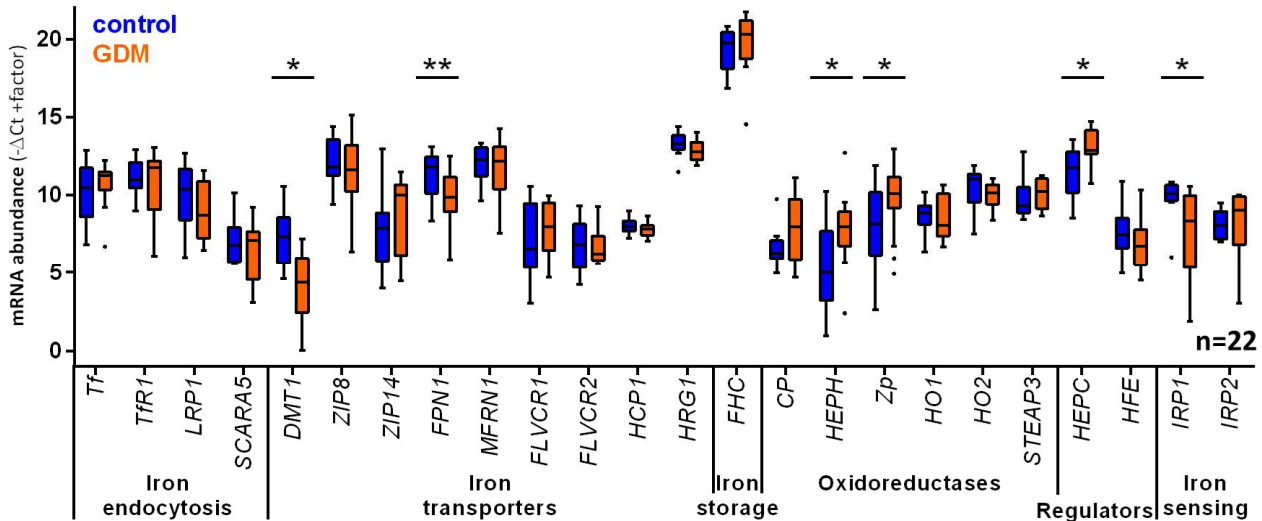 control
GDM
mRNA abundance (-ΔCt +factor)
20
15
10
5
0
*
**
*
*
*
*
n=22
Tf
TfR1
LRP1
SCARA5
DMT1
ZIP8
ZIP14
FPN1
MFRN1
FLVCR1
FLVCR2
HCP1
HRG1
FHC
CP
HEPH
Zp
HO1
HO2
STEAP3
HEPC
HFE
IRP1
IRP2
Iron
endocytosis
Iron
transporters
Iron
storage
Oxidoreductases
Regulators
Iron
sensing